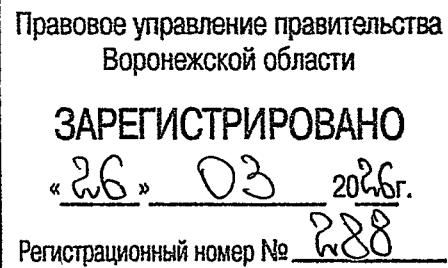 Правовое управление правительства
Воронежской области
ЗАРЕГИСТРИРОВАНО
« 26 » 03 2026г.
Регистрационный номер № 288